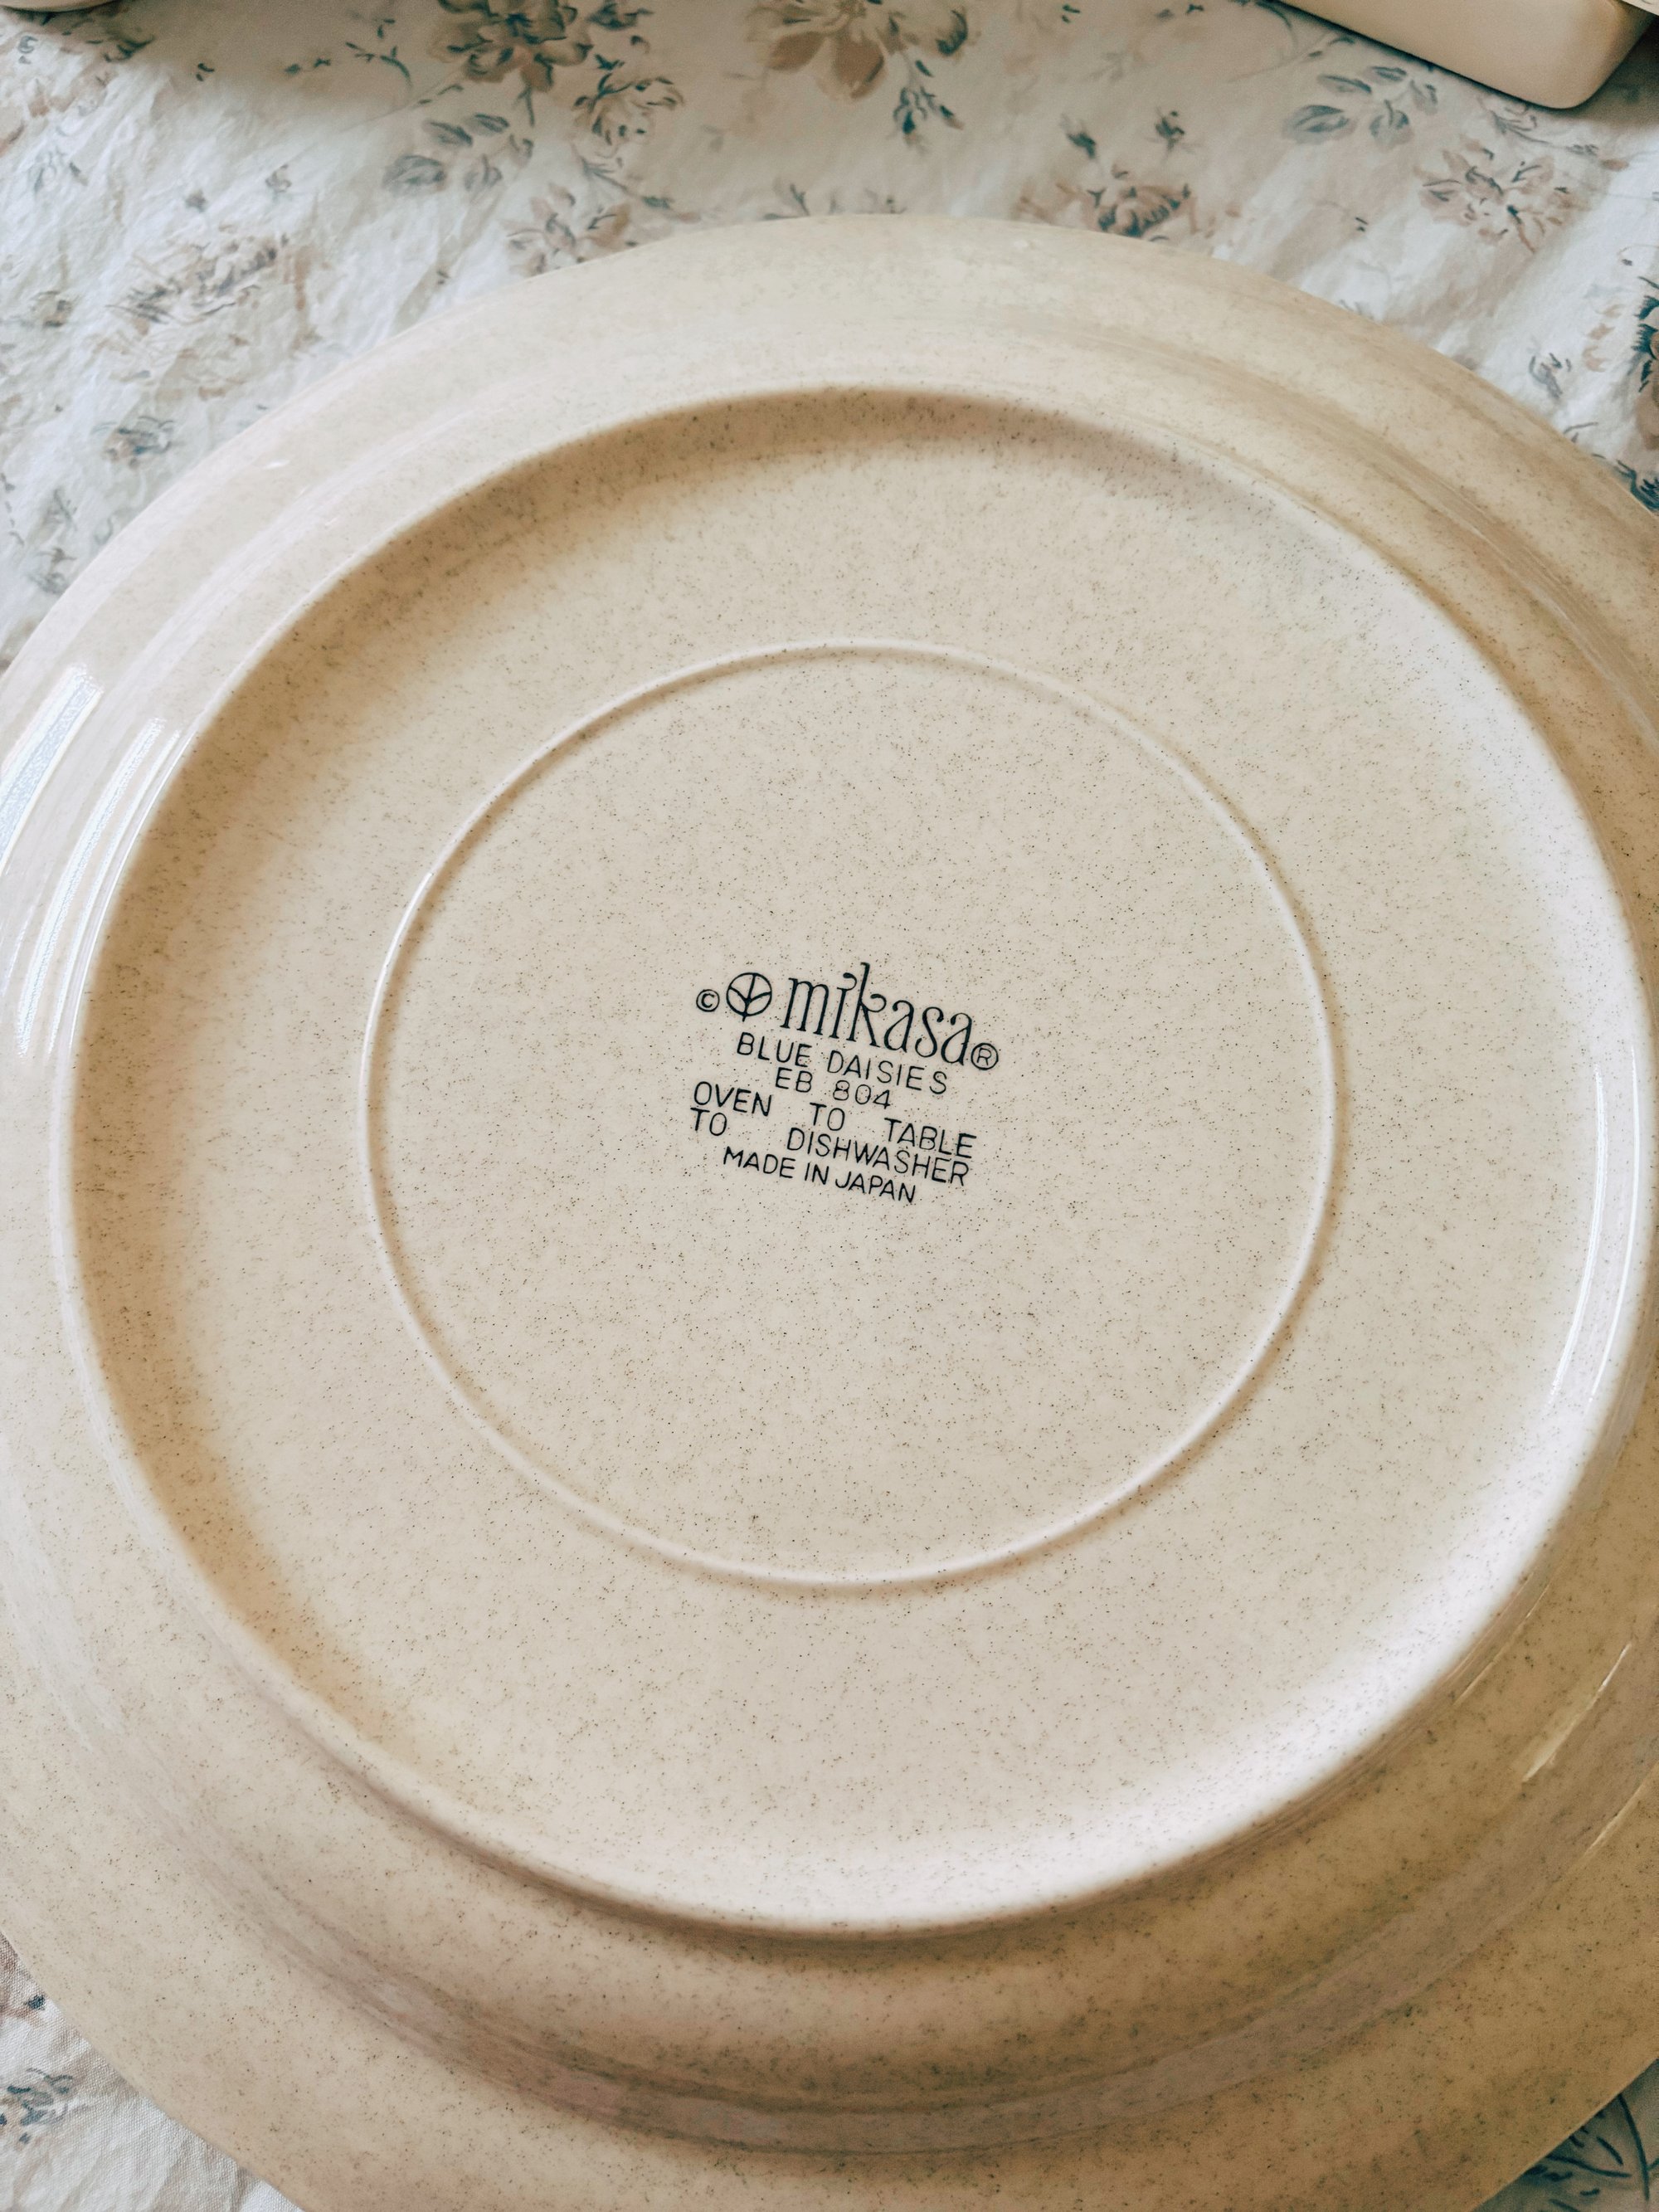 © mikasa®
BLUE DAISIES
EB 804
OVEN TO TABLE
TO DISHWASHER
MADE IN JAPAN